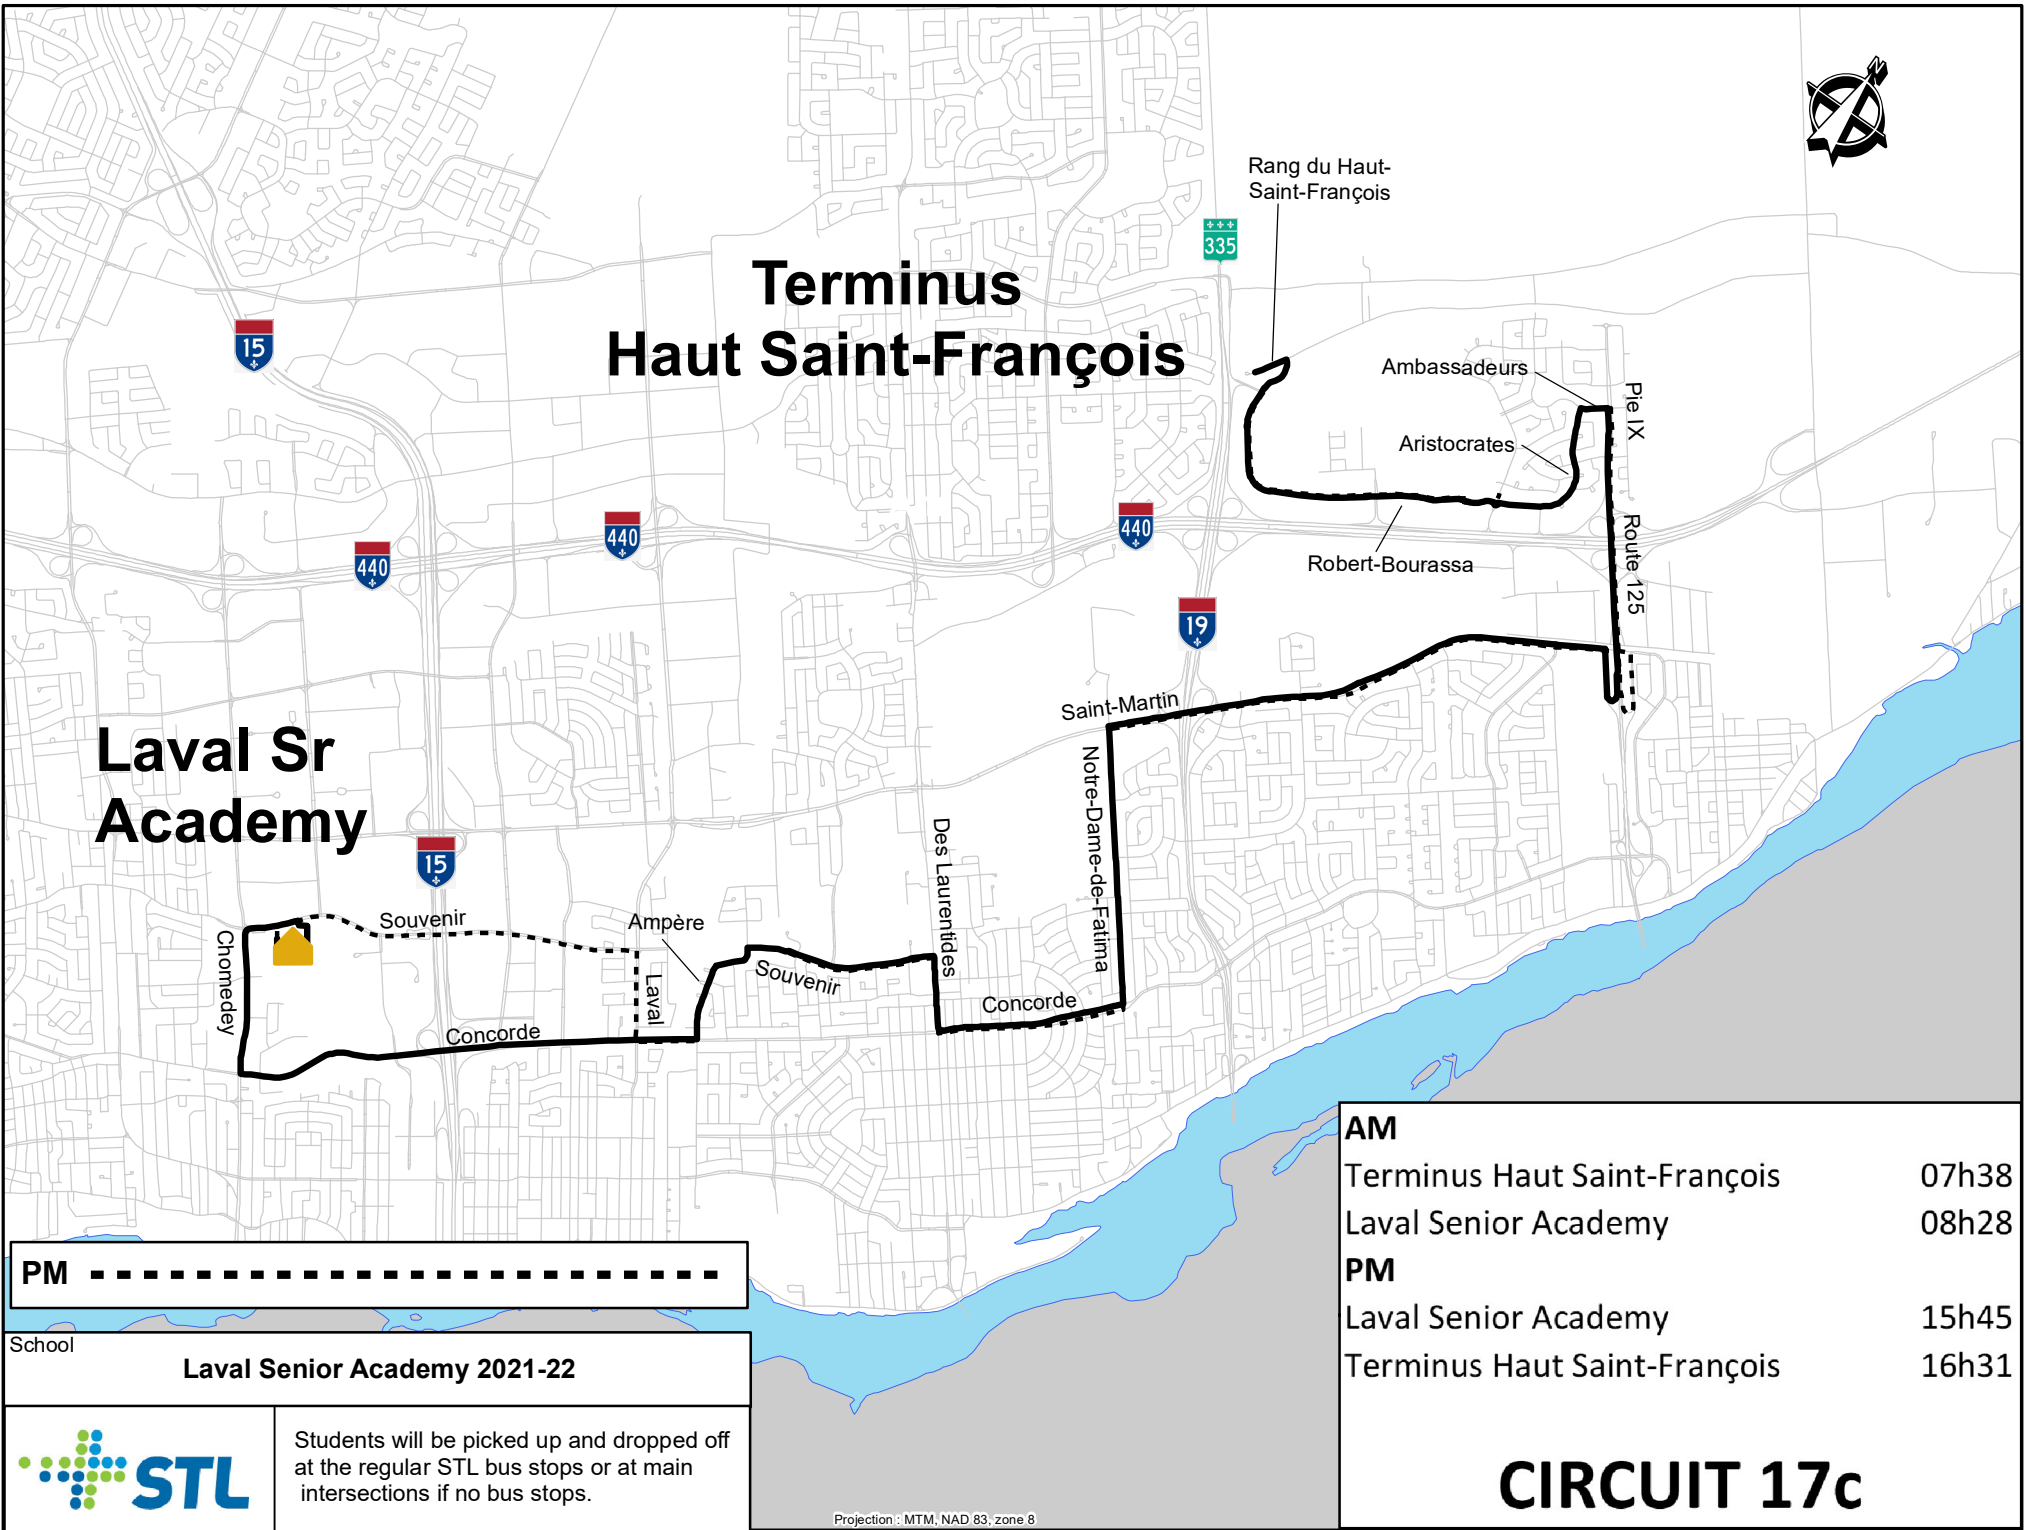 N
Rang du Haut-
Saint-François
335
Terminus
Haut Saint-François
15
Ambassadeurs
Pie IX
Aristocrates
440
440
440
Route 125
Robert-Bourassa
19
Saint-Martin
Laval Sr
Academy
Notre-Dame-de-Fatima
Des Laurentides
15
Souvenir
Ampère
Chomedey
Laval
Souvenir
Concorde
Concorde
AM
Terminus Haut Saint-François 07h38
Laval Senior Academy 08h28
PM
Laval Senior Academy 15h45
Terminus Haut Saint-François 16h31
CIRCUIT 17c
PM
School
Laval Senior Academy 2021-22
STL
Students will be picked up and dropped off
at the regular STL bus stops or at main
intersections if no bus stops.
Projection : MTM, NAD 83, zone 8